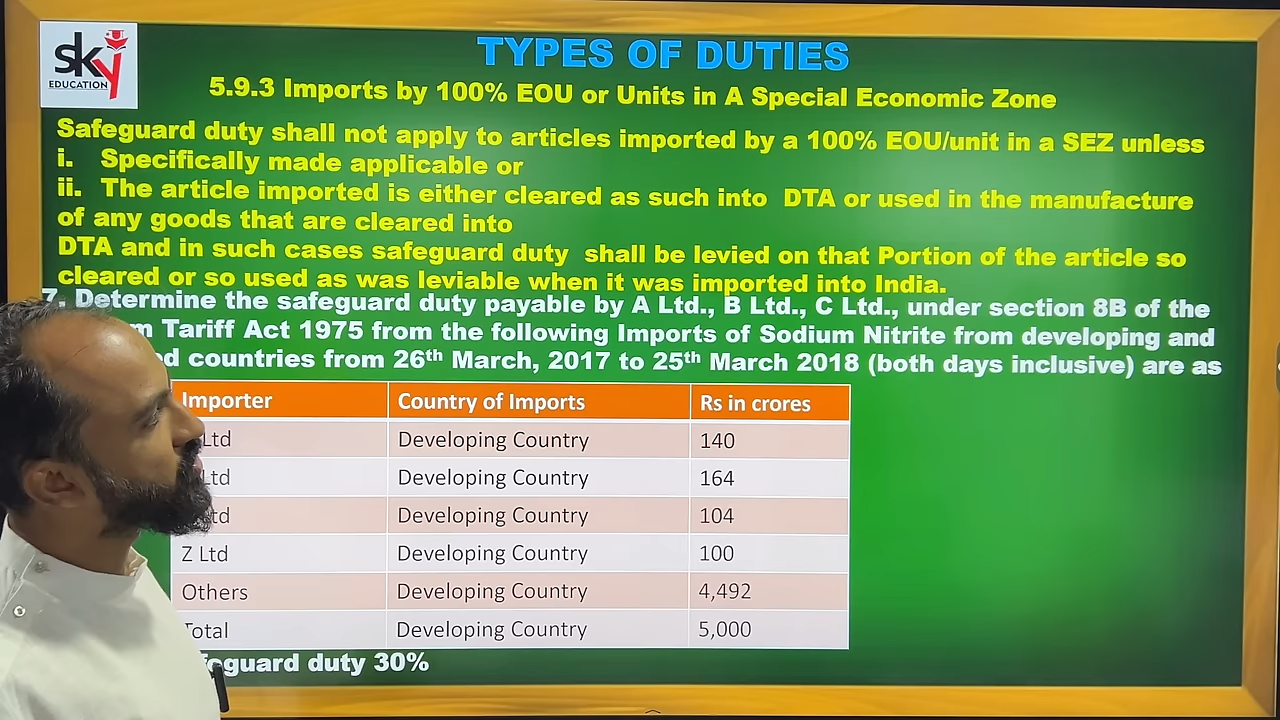 sky
EDUCATION
TYPES OF DUTIES
5.9.3 Imports by 100% EOU or Units in A Special Economic Zone
Safeguard duty shall not apply to articles imported by a 100% EOU/unit in a SEZ unless
i. Specifically made applicable or
ii. The article imported is either cleared as such into DTA or used in the manufacture
of any goods that are cleared into
DTA and in such cases safeguard duty shall be levied on that Portion of the article so
cleared or so used as was leviable when it was imported into India.
7. Determine the safeguard duty payable by A Ltd., B Ltd., C Ltd., under section 8B of the
Tariff Act 1975 from the following Imports of Sodium Nitrite from developing and
countries from 26th March, 2017 to 25th March 2018 (both days inclusive) are as
Importer Country of Imports Rs in crores
Ltd Developing Country 140
Ltd Developing Country 164
Ltd Developing Country 104
Z Ltd Developing Country 100
Others Developing Country 4,492
Total Developing Country 5,000
duty 30%